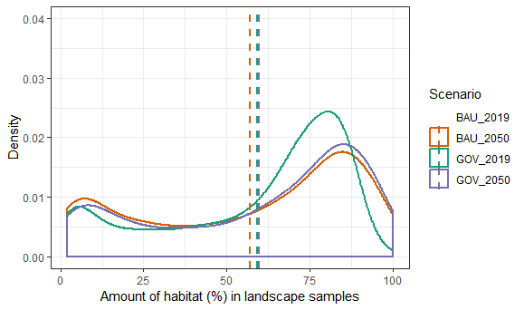 0.04
0.03
0.02
0.01
0.00
Density
0
25
50
75
100
Amount of habitat (%) in landscape samples
Scenario
BAU_2019
BAU_2050
GOV_2019
GOV_2050